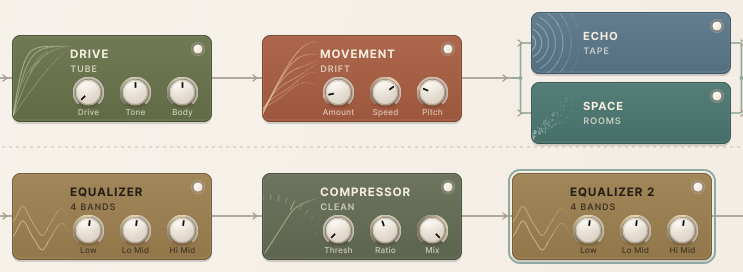 DRIVE
TUBE
Drive Tone Body
MOVEMENT
DRIFT
Amount Speed Pitch
ECHO
TAPE
SPACE
ROOMS
EQUALIZER
4 BANDS
Low Lo Mid Hi Mid
COMPRESSOR
CLEAN
Thresh Ratio Mix
EQUALIZER 2
4 BANDS
Low Lo Mid Hi Mid